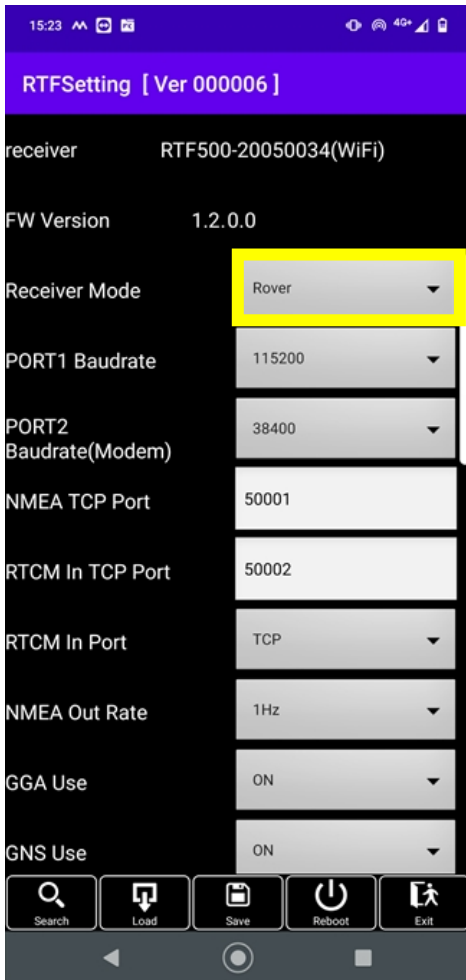 15:23
4G+
RTFSetting [ Ver 000006 ]
receiver RTF500-20050034(WiFi)
FW Version 1.2.0.0
Receiver Mode Rover
PORT1 Baudrate 115200
PORT2
Baudrate(Modem) 38400
NMEA TCP Port 50001
RTCM In TCP Port 50002
RTCM In Port TCP
NMEA Out Rate 1Hz
GGA Use ON
GNS Use ON
Search Load Save Reboot Exit